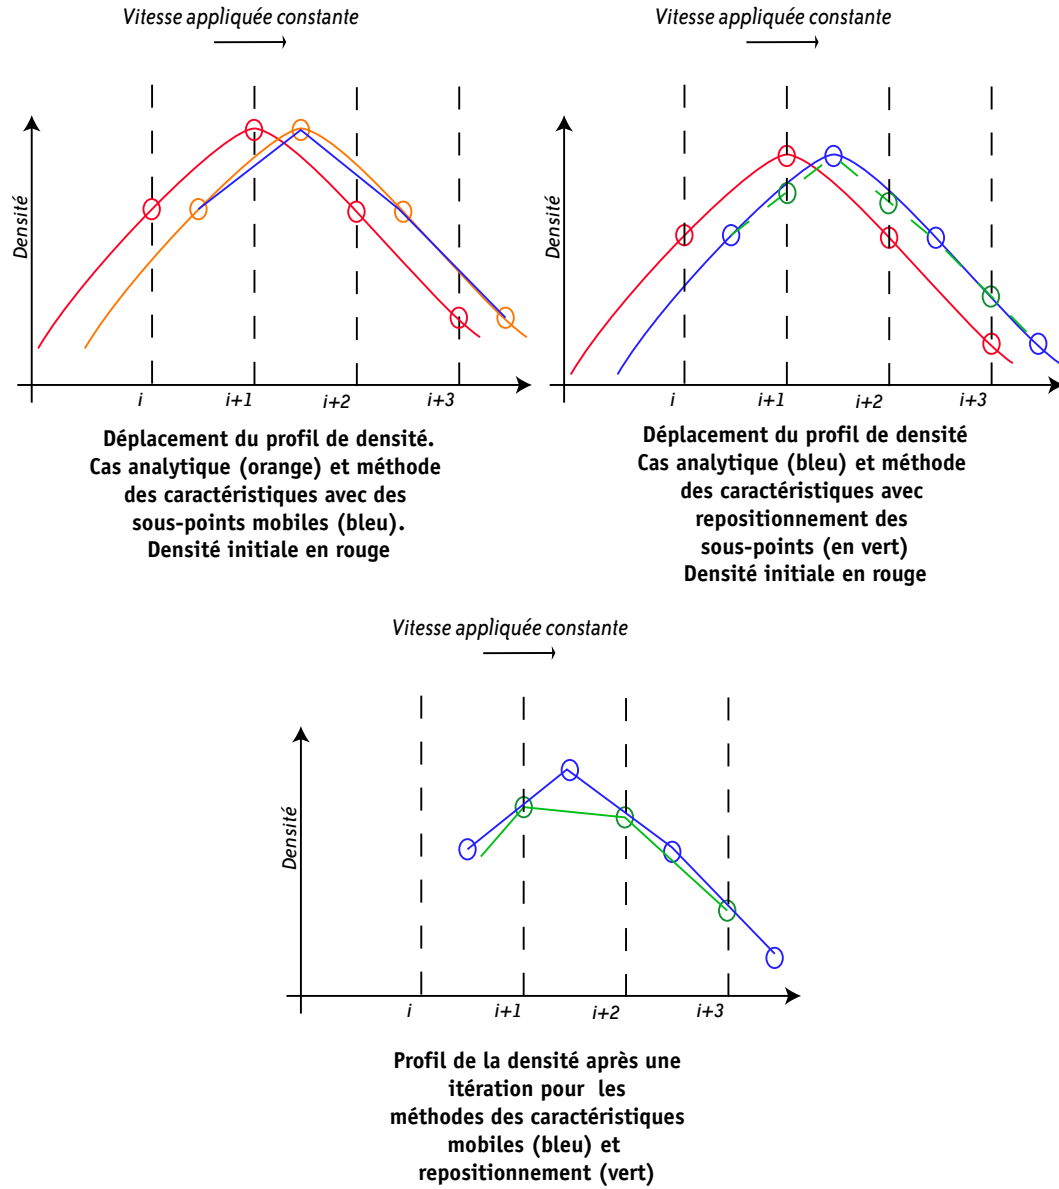 Vitesse appliquée constante
Densité
i
i+1
i+2
i+3
Déplacement du profil de densité.
Cas analytique (orange) et méthode
des caractéristiques avec des
sous-points mobiles (bleu).
Densité initiale en rouge
Vitesse appliquée constante
Densité
i
i+1
i+2
i+3
Déplacement du profil de densité
Cas analytique (bleu) et méthode
des caractéristiques avec
repositionnement des
sous-points (en vert)
Densité initiale en rouge
Vitesse appliquée constante
Densité
i
i+1
i+2
i+3
Profil de la densité après une
itération pour les
méthodes des caractéristiques
mobiles (bleu) et
repositionnement (vert)